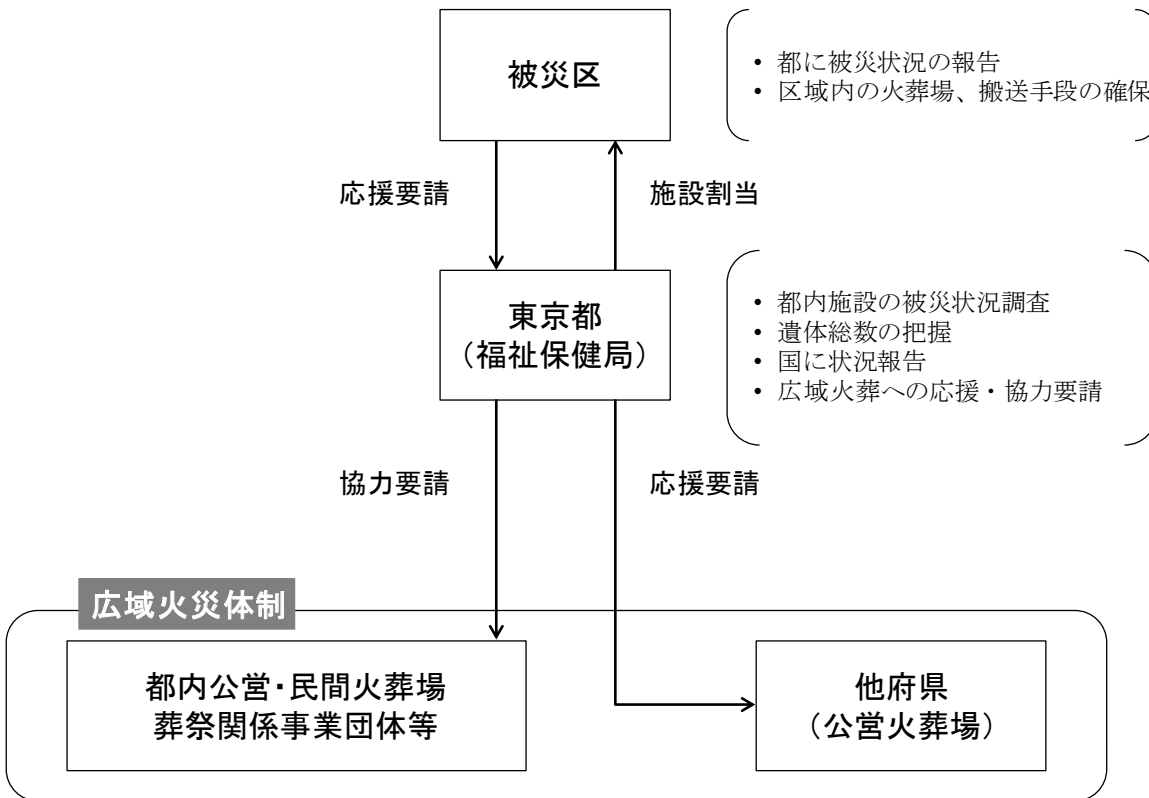 被災区
• 都に被災状況の報告
• 区域内の火葬場、搬送手段の確保
応援要請
施設割当
東京都
（福祉保健局）
• 都内施設の被災状況調査
• 遺体総数の把握
• 国に状況報告
• 広域火葬への応援・協力要請
協力要請
応援要請
広域火災体制
都内公営・民間火葬場
葬祭関係事業団体等
他府県
（公営火葬場）